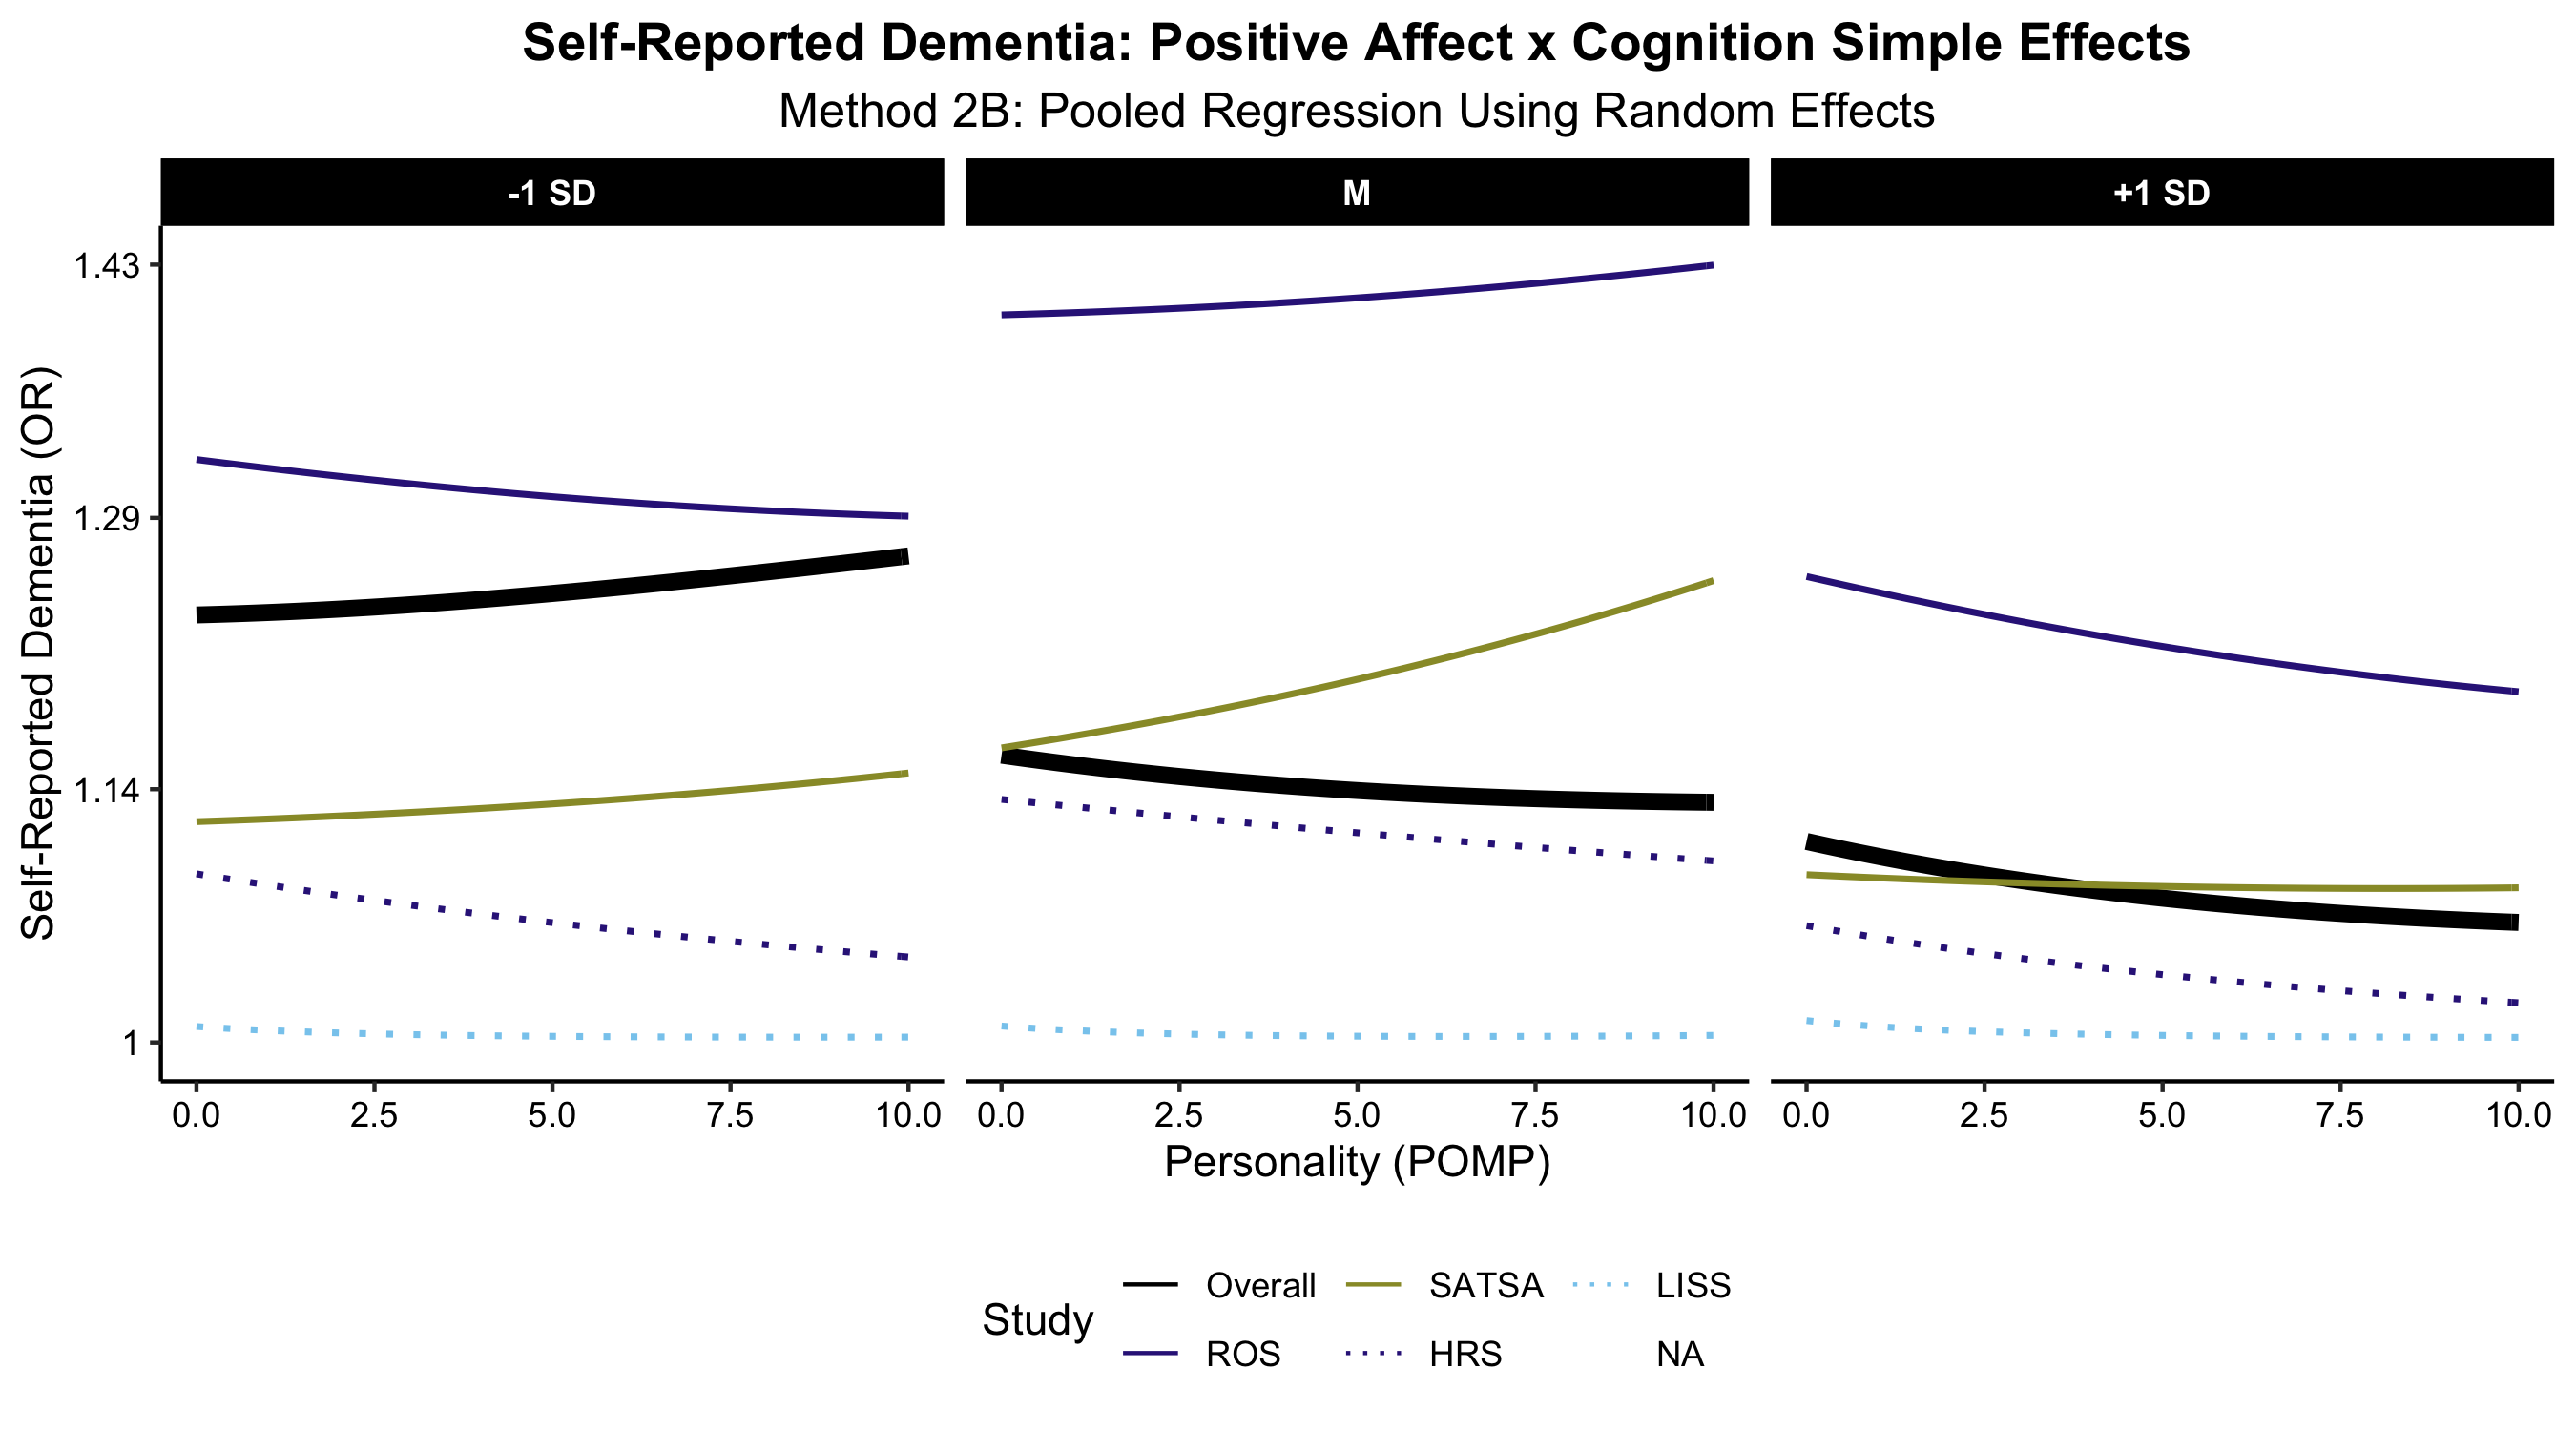 Self-Reported Dementia: Positive Affect x Cognition Simple Effects
Method 2B: Pooled Regression Using Random Effects
-1 SD
M
+1 SD
Self-Reported Dementia (OR)
1.43
1.29
1.14
1
0.0 2.5 5.0 7.5 10.0
0.0 2.5 5.0 7.5 10.0
0.0 2.5 5.0 7.5 10.0
Personality (POMP)
Study
Overall SATSA LISS
ROS HRS NA